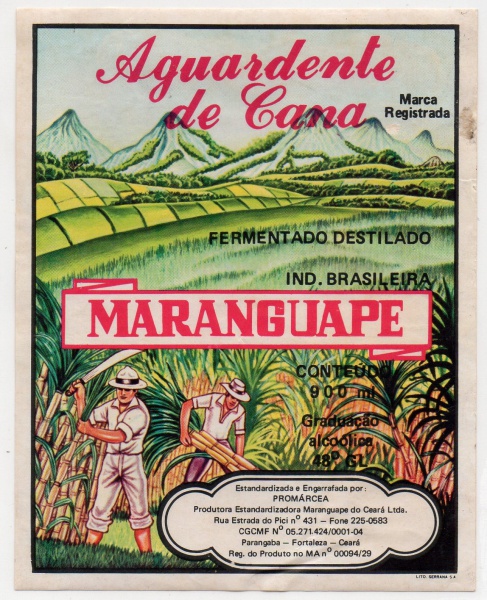 Aguardente
de Cana
Marca
Registrada
FERMENTADO DESTILADO
IND. BRASILEIRA
MARANGUAPE
CONTEÚDO
900 ml
Graduação
alcoólica
48º GL
Estandardizada e Engarrafada por:
PROMÁRCEA
Produtora Estandardizadora Maranguape do Ceará Ltda.
Rua Estrada do Pici nº 431 – Fone 225-0583
CGCMF Nº 05.271.424/0001-04
Parangaba – Fortaleza – Ceará
Reg. do Produto no MA nº 00094/29
LITO. SERRANA S.A.